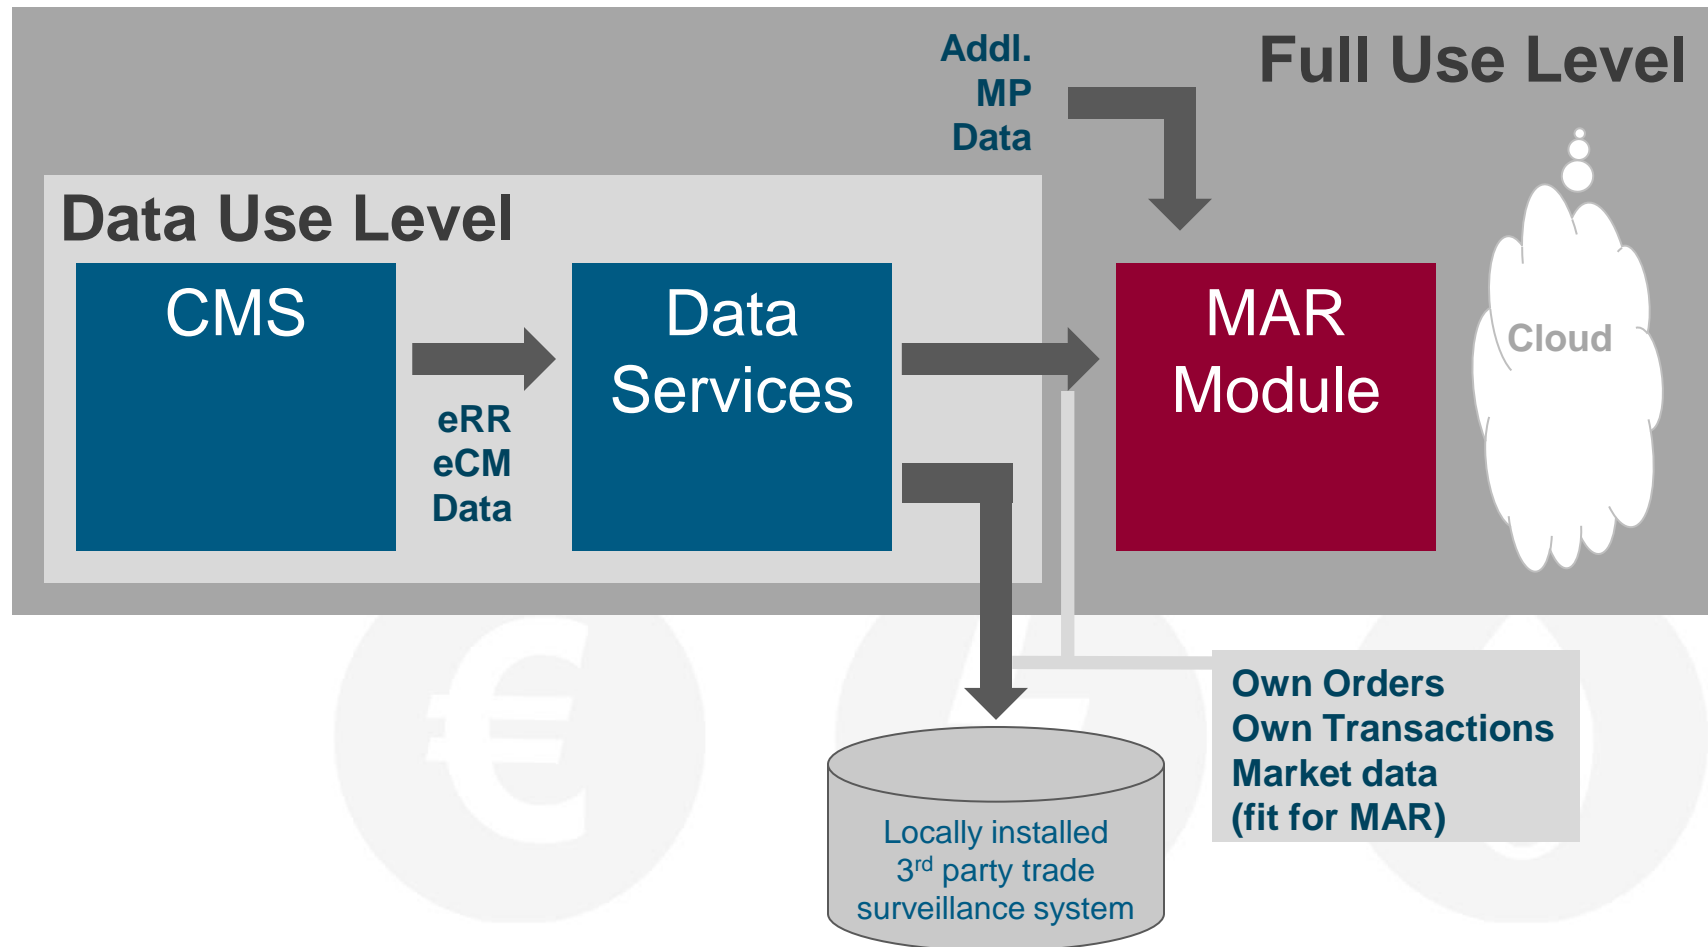 Full Use Level
Addl.
MP
Data
Data Use Level
CMS
eRR
eCM
Data
Data
Services
MAR
Module
Cloud
Own Orders
Own Transactions
Market data
(fit for MAR)
Locally installed
3rd party trade
surveillance system
€